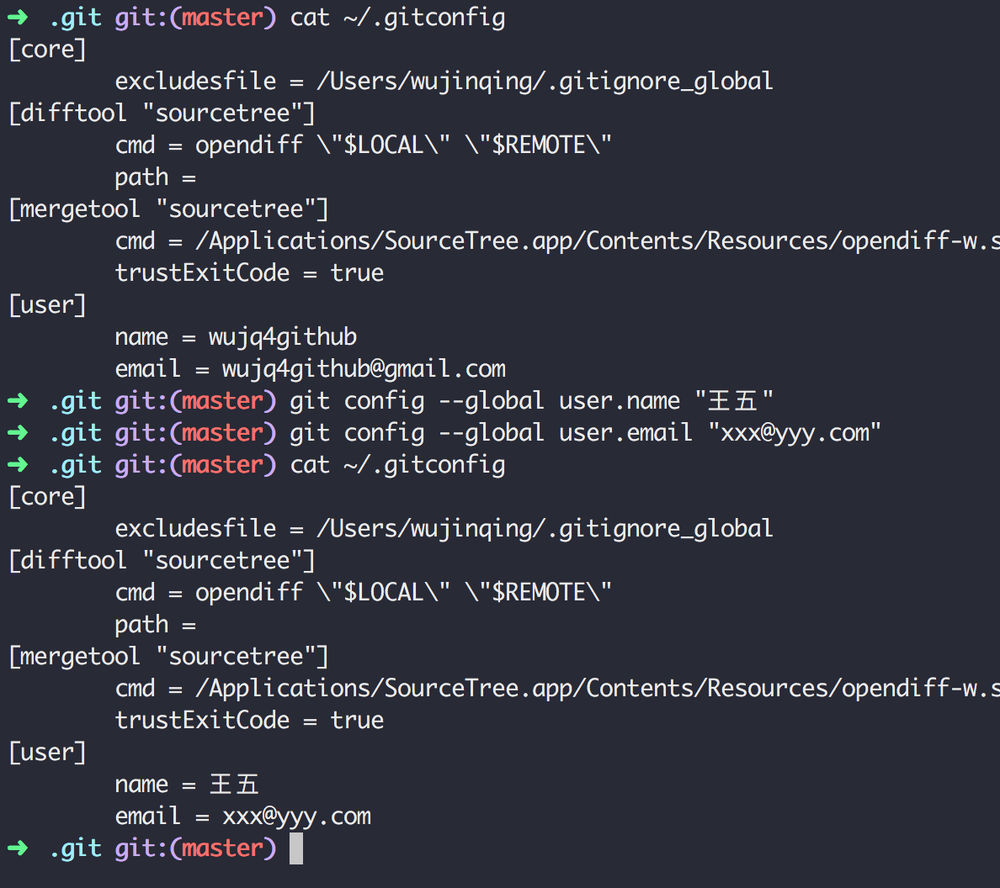 ➜  .git git:(master) cat ~/.gitconfig
[core]
        excludesfile = /Users/wujinqing/.gitignore_global
[difftool "sourcetree"]
        cmd = opendiff \"$LOCAL\" \"$REMOTE\"
        path =
[mergetool "sourcetree"]
        cmd = /Applications/SourceTree.app/Contents/Resources/opendiff-w.s
        trustExitCode = true
[user]
        name = wujq4github
        email = wujq4github@gmail.com
➜  .git git:(master) git config --global user.name "王五"
➜  .git git:(master) git config --global user.email "xxx@yyy.com"
➜  .git git:(master) cat ~/.gitconfig
[core]
        excludesfile = /Users/wujinqing/.gitignore_global
[difftool "sourcetree"]
        cmd = opendiff \"$LOCAL\" \"$REMOTE\"
        path =
[mergetool "sourcetree"]
        cmd = /Applications/SourceTree.app/Contents/Resources/opendiff-w.s
        trustExitCode = true
[user]
        name = 王五
        email = xxx@yyy.com
➜  .git git:(master)